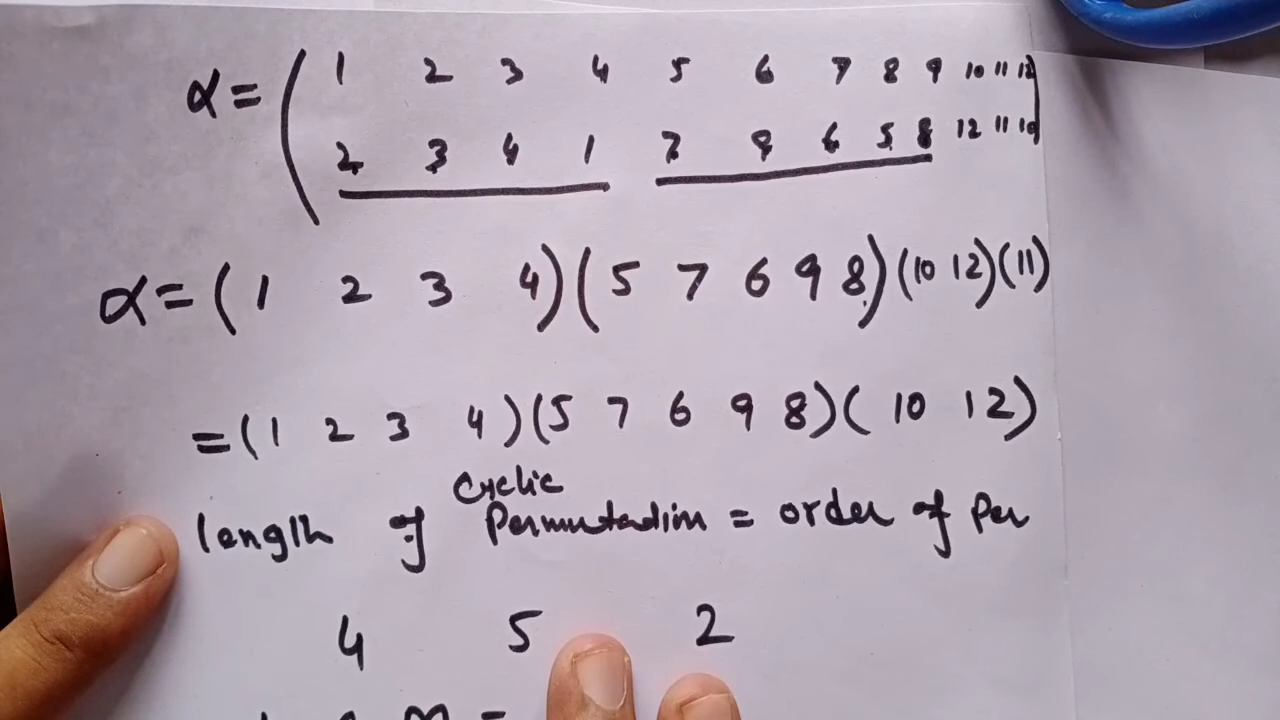 α = ( 1 2 3 4 5 6 7 8 9 10 11 12 )
2 3 4 1 7 9 6 5 8 12 11 10
α = ( 1 2 3 4 ) ( 5 7 6 9 8 ) ( 10 12 ) ( 11 )
= ( 1 2 3 4 ) ( 5 7 6 9 8 ) ( 10 12 )
Cyclic
length of Permutation = order of Per
4 5 2